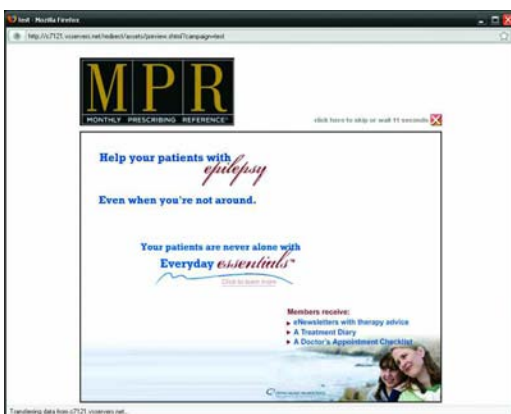 test - Mozilla Firefox
MPR
MONTHLY PRESCRIBING REFERENCE
click here to skip or wait 11 seconds
Help your patients with
epilepsy
Even when you're not around.
Your patients are never alone with
Everyday essentials™
Click to learn more
Members receive:
eNewsletters with therapy advice
A Treatment Diary
A Doctor's Appointment Checklist